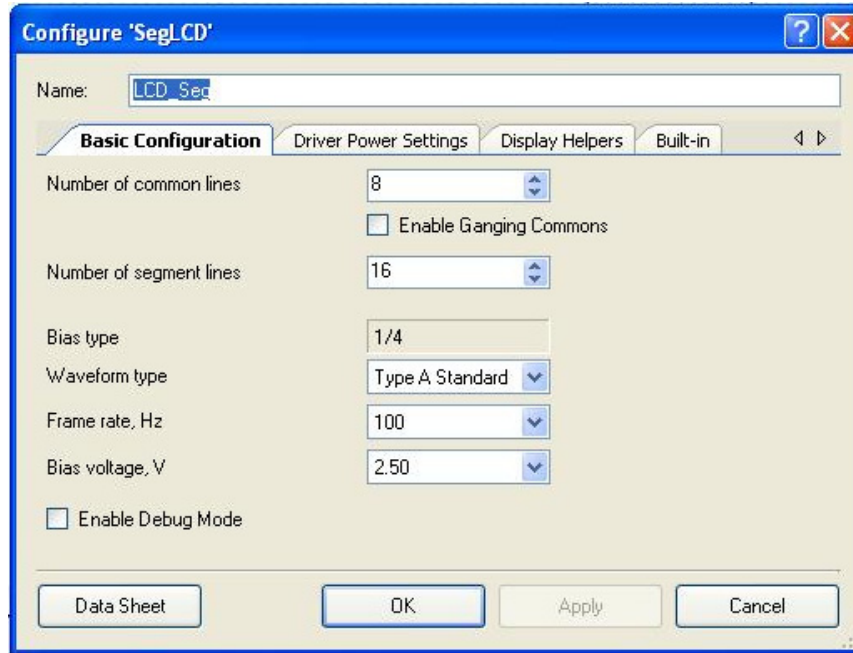 Configure 'SegLCD'
Name: LCD_Seg
Basic Configuration Driver Power Settings Display Helpers Built-in
Number of common lines 8
Enable Ganging Commons
Number of segment lines 16
Bias type 1/4
Waveform type Type A Standard
Frame rate, Hz 100
Bias voltage, V 2.50
Enable Debug Mode
Data Sheet OK Apply Cancel